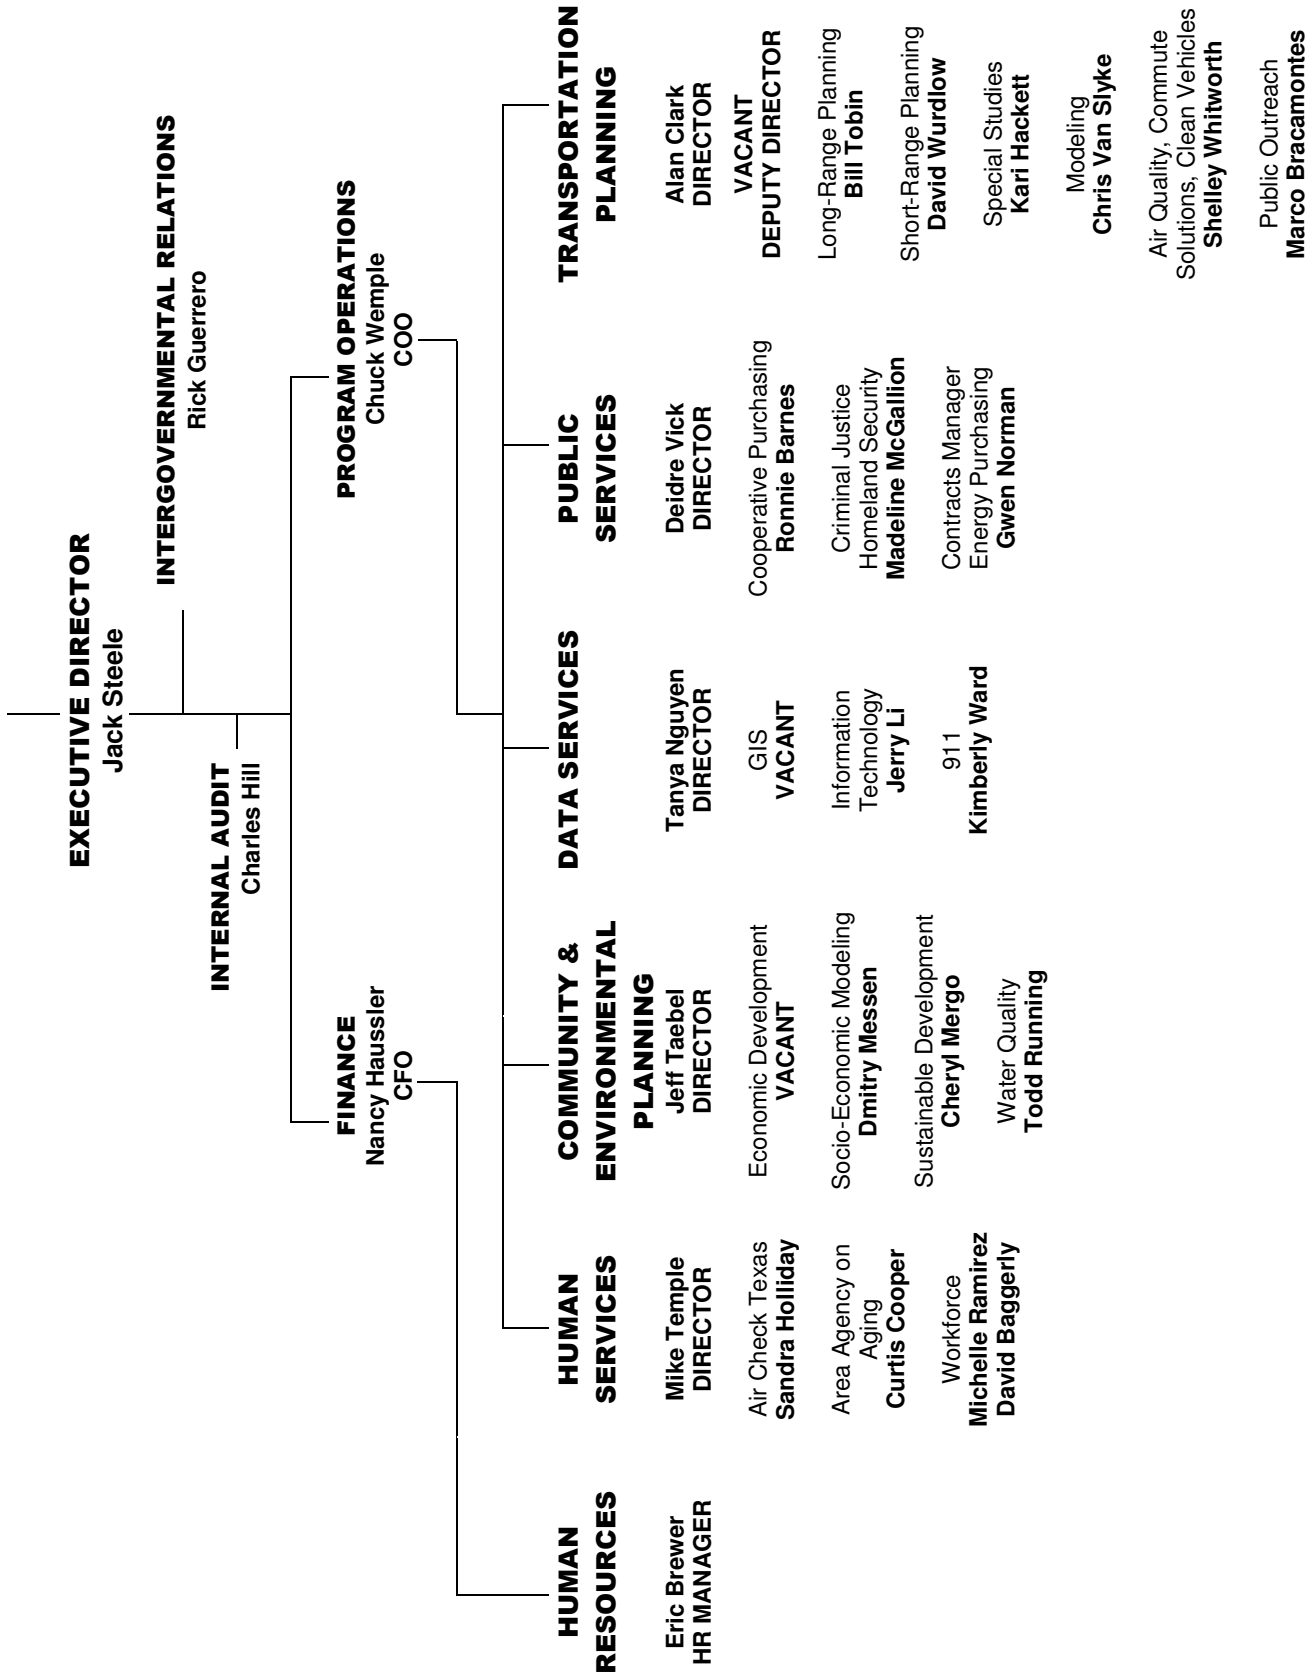 EXECUTIVE DIRECTOR
Jack Steele
INTERGOVERNMENTAL RELATIONS
Rick Guerrero
INTERNAL AUDIT
Charles Hill
FINANCE
Nancy Haussler
CFO
PROGRAM OPERATIONS
Chuck Wemple
COO
HUMAN
RESOURCES
Eric Brewer
HR MANAGER
HUMAN
SERVICES
Mike Temple
DIRECTOR
Air Check Texas
Sandra Holliday
Area Agency on
Aging
Curtis Cooper
Workforce
Michelle Ramirez
David Baggerly
COMMUNITY &
ENVIRONMENTAL
PLANNING
Jeff Taebel
DIRECTOR
Economic Development
VACANT
Socio-Economic Modeling
Dmitry Messen
Sustainable Development
Cheryl Mergo
Water Quality
Todd Running
DATA SERVICES
Tanya Nguyen
DIRECTOR
GIS
VACANT
Information
Technology
Jerry Li
911
Kimberly Ward
PUBLIC
SERVICES
Deidre Vick
DIRECTOR
Cooperative Purchasing
Ronnie Barnes
Criminal Justice
Homeland Security
Madeline McGallion
Contracts Manager
Energy Purchasing
Gwen Norman
TRANSPORTATION
PLANNING
Alan Clark
DIRECTOR
VACANT
DEPUTY DIRECTOR
Long-Range Planning
Bill Tobin
Short-Range Planning
David Wurdlow
Special Studies
Kari Hackett
Modeling
Chris Van Slyke
Air Quality, Commute
Solutions, Clean Vehicles
Shelley Whitworth
Public Outreach
Marco Bracamontes